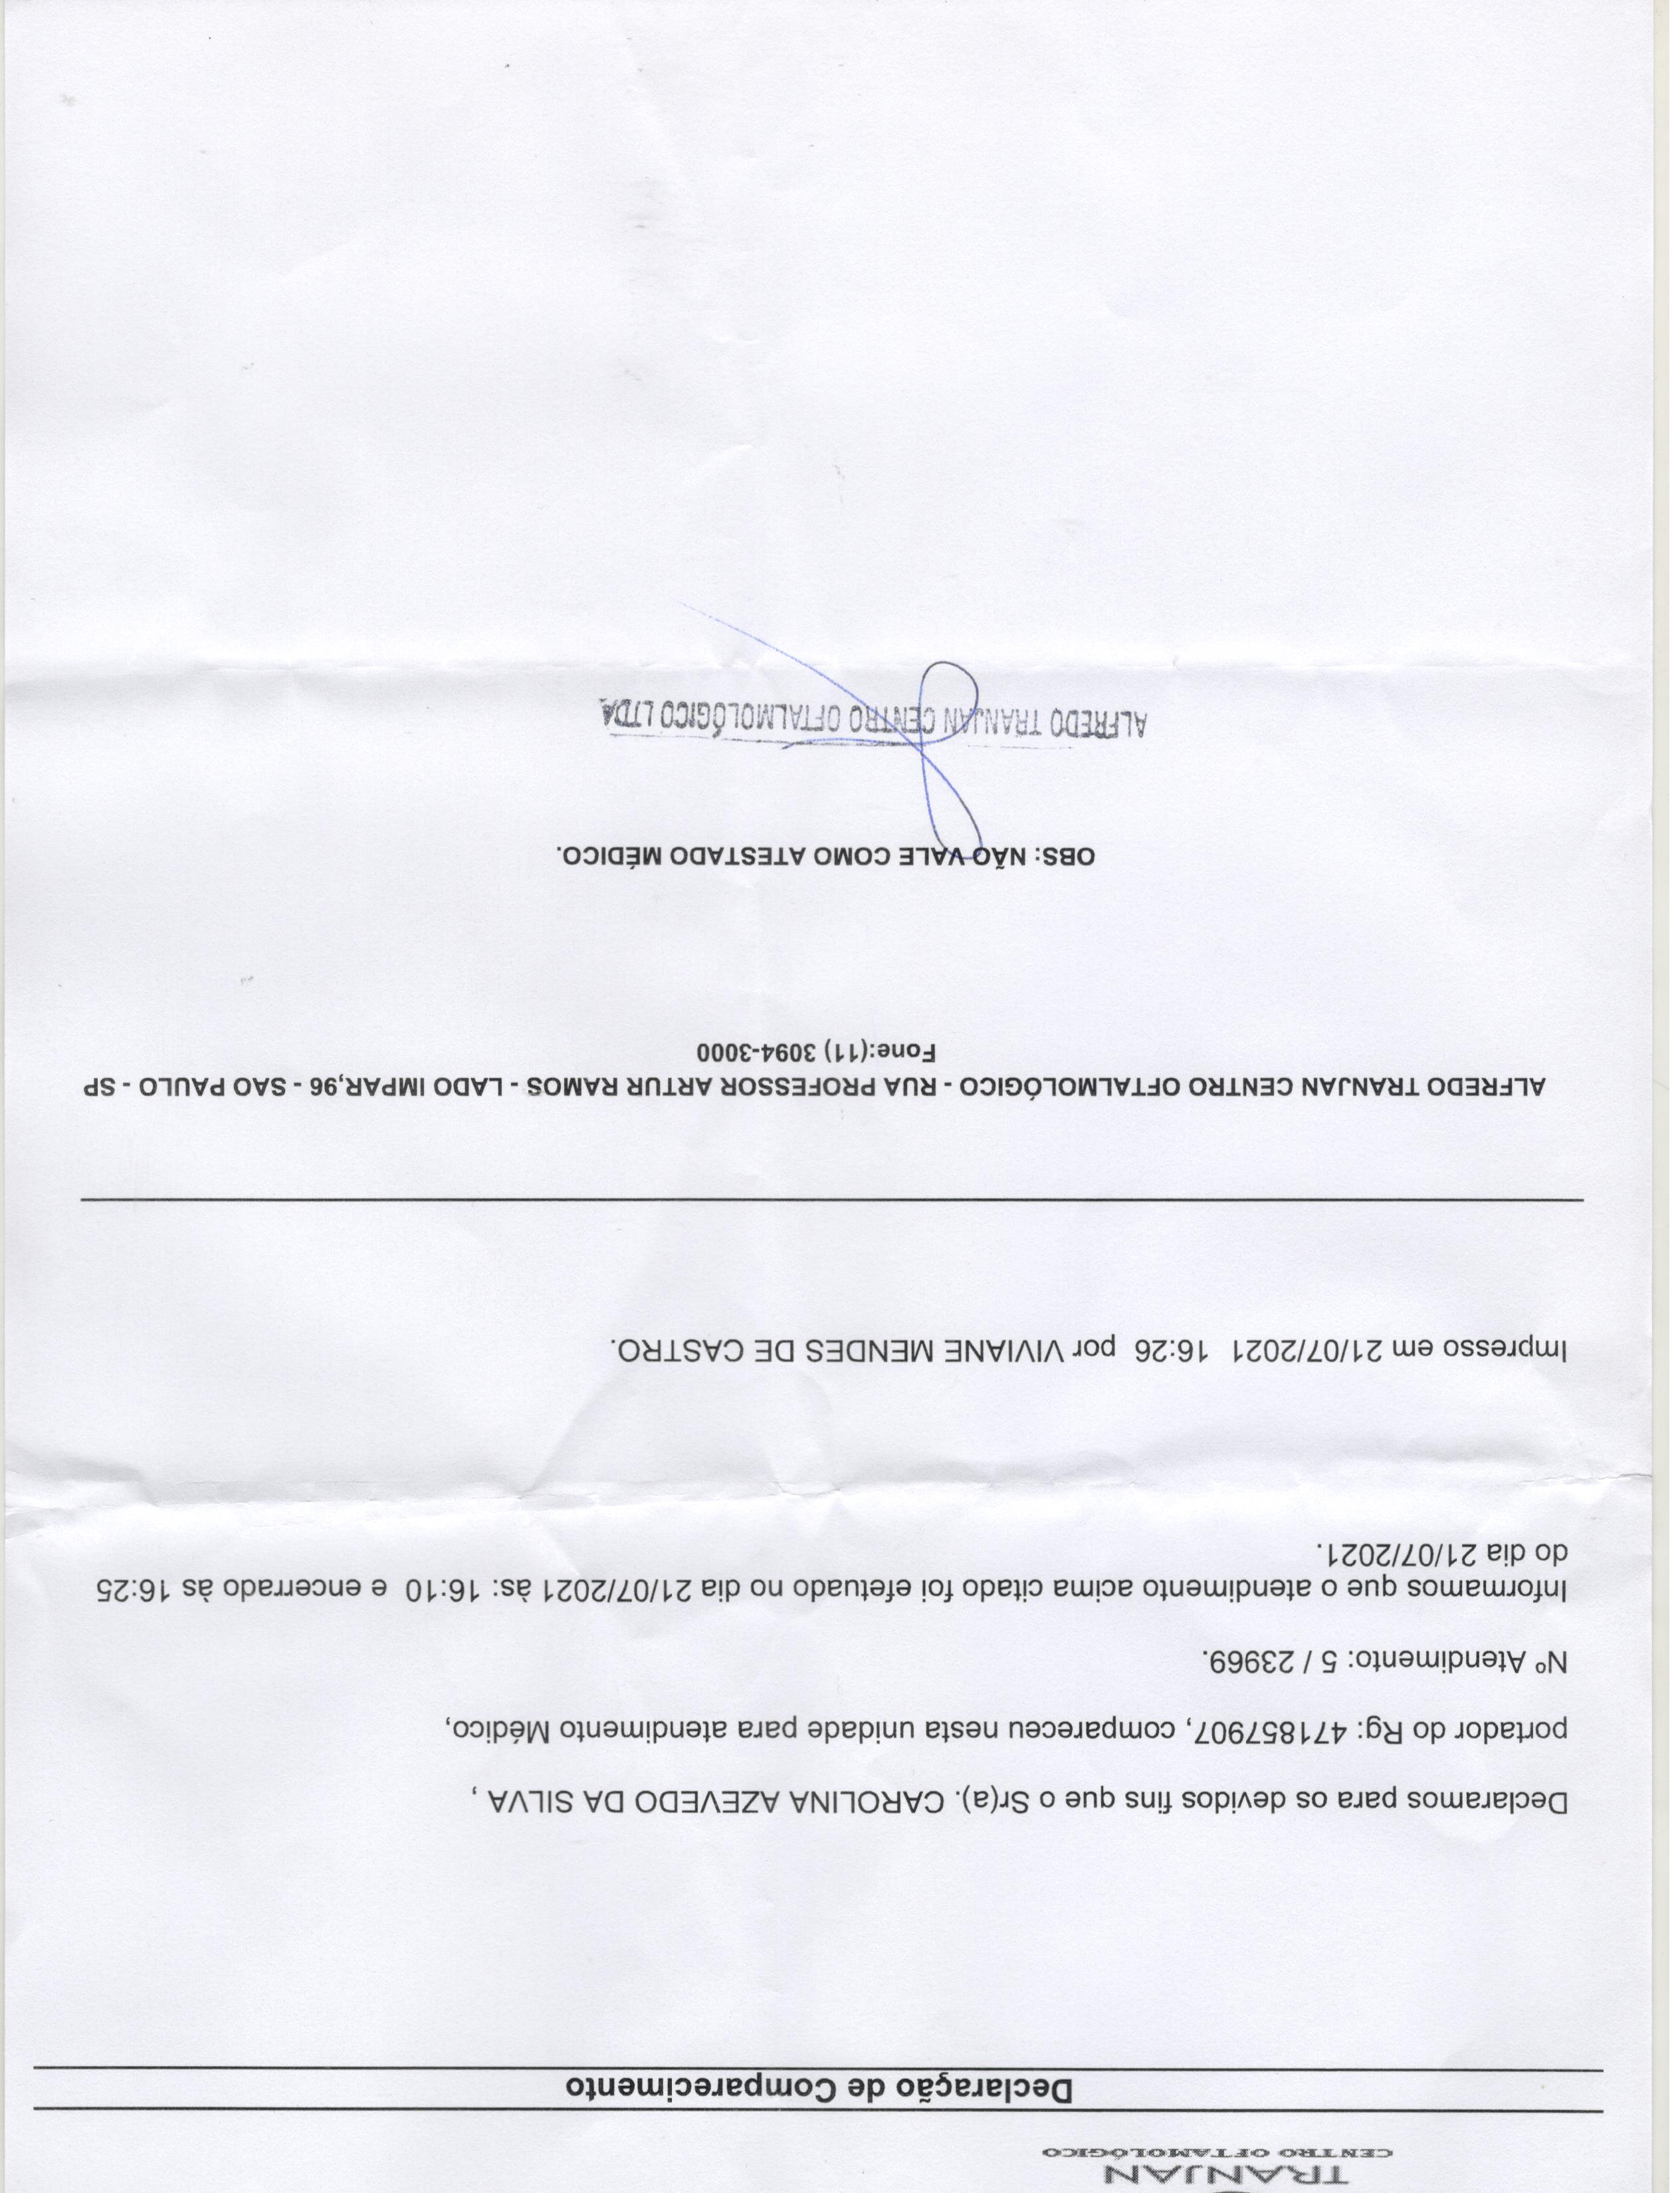 TRANJAN
CENTRO OFTAMOLÓGICO
Declaração de Comparecimento
Declaramos para os devidos fins que o Sr(a). CAROLINA AZEVEDO DA SILVA ,
portador do Rg: 471857907, compareceu nesta unidade para atendimento Médico,
Nº Atendimento: 5 / 23969.
Informamos que o atendimento acima citado foi efetuado no dia 21/07/2021 às: 16:10 e encerrado às 16:25
do dia 21/07/2021.
Impresso em 21/07/2021 16:26 por VIVIANE MENDES DE CASTRO.
ALFREDO TRANJAN CENTRO OFTALMOLÓGICO - RUA PROFESSOR ARTUR RAMOS - LADO IMPAR,96 - SAO PAULO - SP
Fone:(11) 3094-3000
OBS: NÃO VALE COMO ATESTADO MÉDICO.
ALFREDO TRANJAN CENTRO OFTALMOLÓGICO LTDA